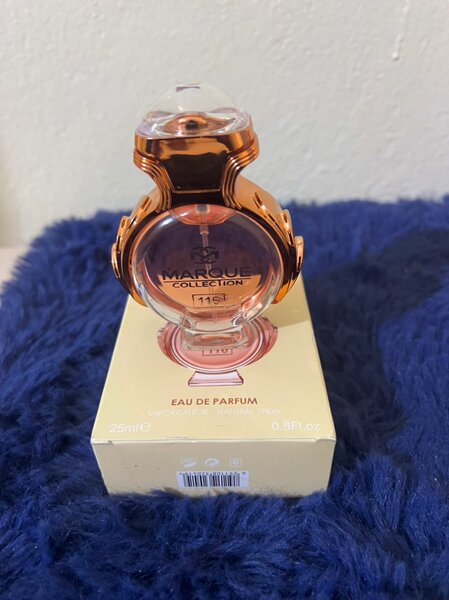 MARQUE
COLLECTION
116
116
EAU DE PARFUM
VAPORISATEUR - NATURAL SPRAY
25ml℮ 0.8Fl.oz